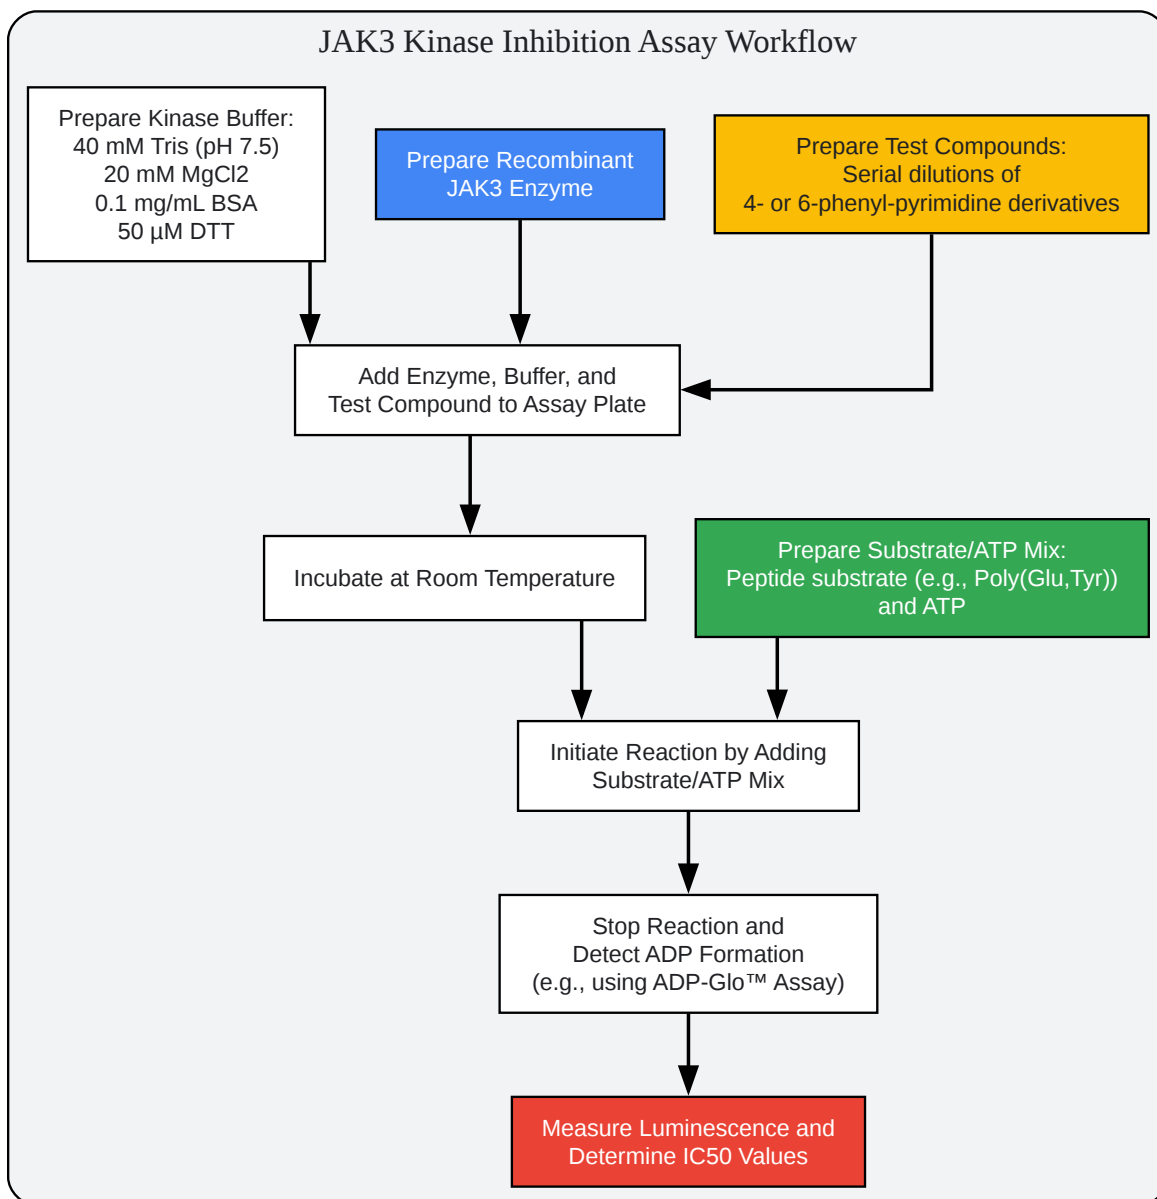 JAK3 Kinase Inhibition Assay Workflow
Prepare Kinase Buffer:
40 mM Tris (pH 7.5)
20 mM MgCl2
0.1 mg/mL BSA
50 µM DTT
Prepare Recombinant
JAK3 Enzyme
Prepare Test Compounds:
Serial dilutions of
4- or 6-phenyl-pyrimidine derivatives
Add Enzyme, Buffer, and
Test Compound to Assay Plate
Incubate at Room Temperature
Prepare Substrate/ATP Mix:
Peptide substrate (e.g., Poly(Glu,Tyr))
and ATP
Initiate Reaction by Adding
Substrate/ATP Mix
Stop Reaction and
Detect ADP Formation
(e.g., using ADP-Glo™ Assay)
Measure Luminescence and
Determine IC50 Values